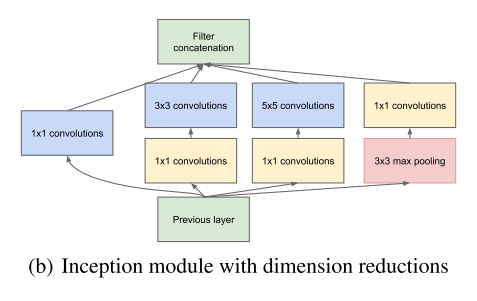 Filter
concatenation
3x3 convolutions
5x5 convolutions
1x1 convolutions
1x1 convolutions
1x1 convolutions
1x1 convolutions
3x3 max pooling
Previous layer
(b) Inception module with dimension reductions